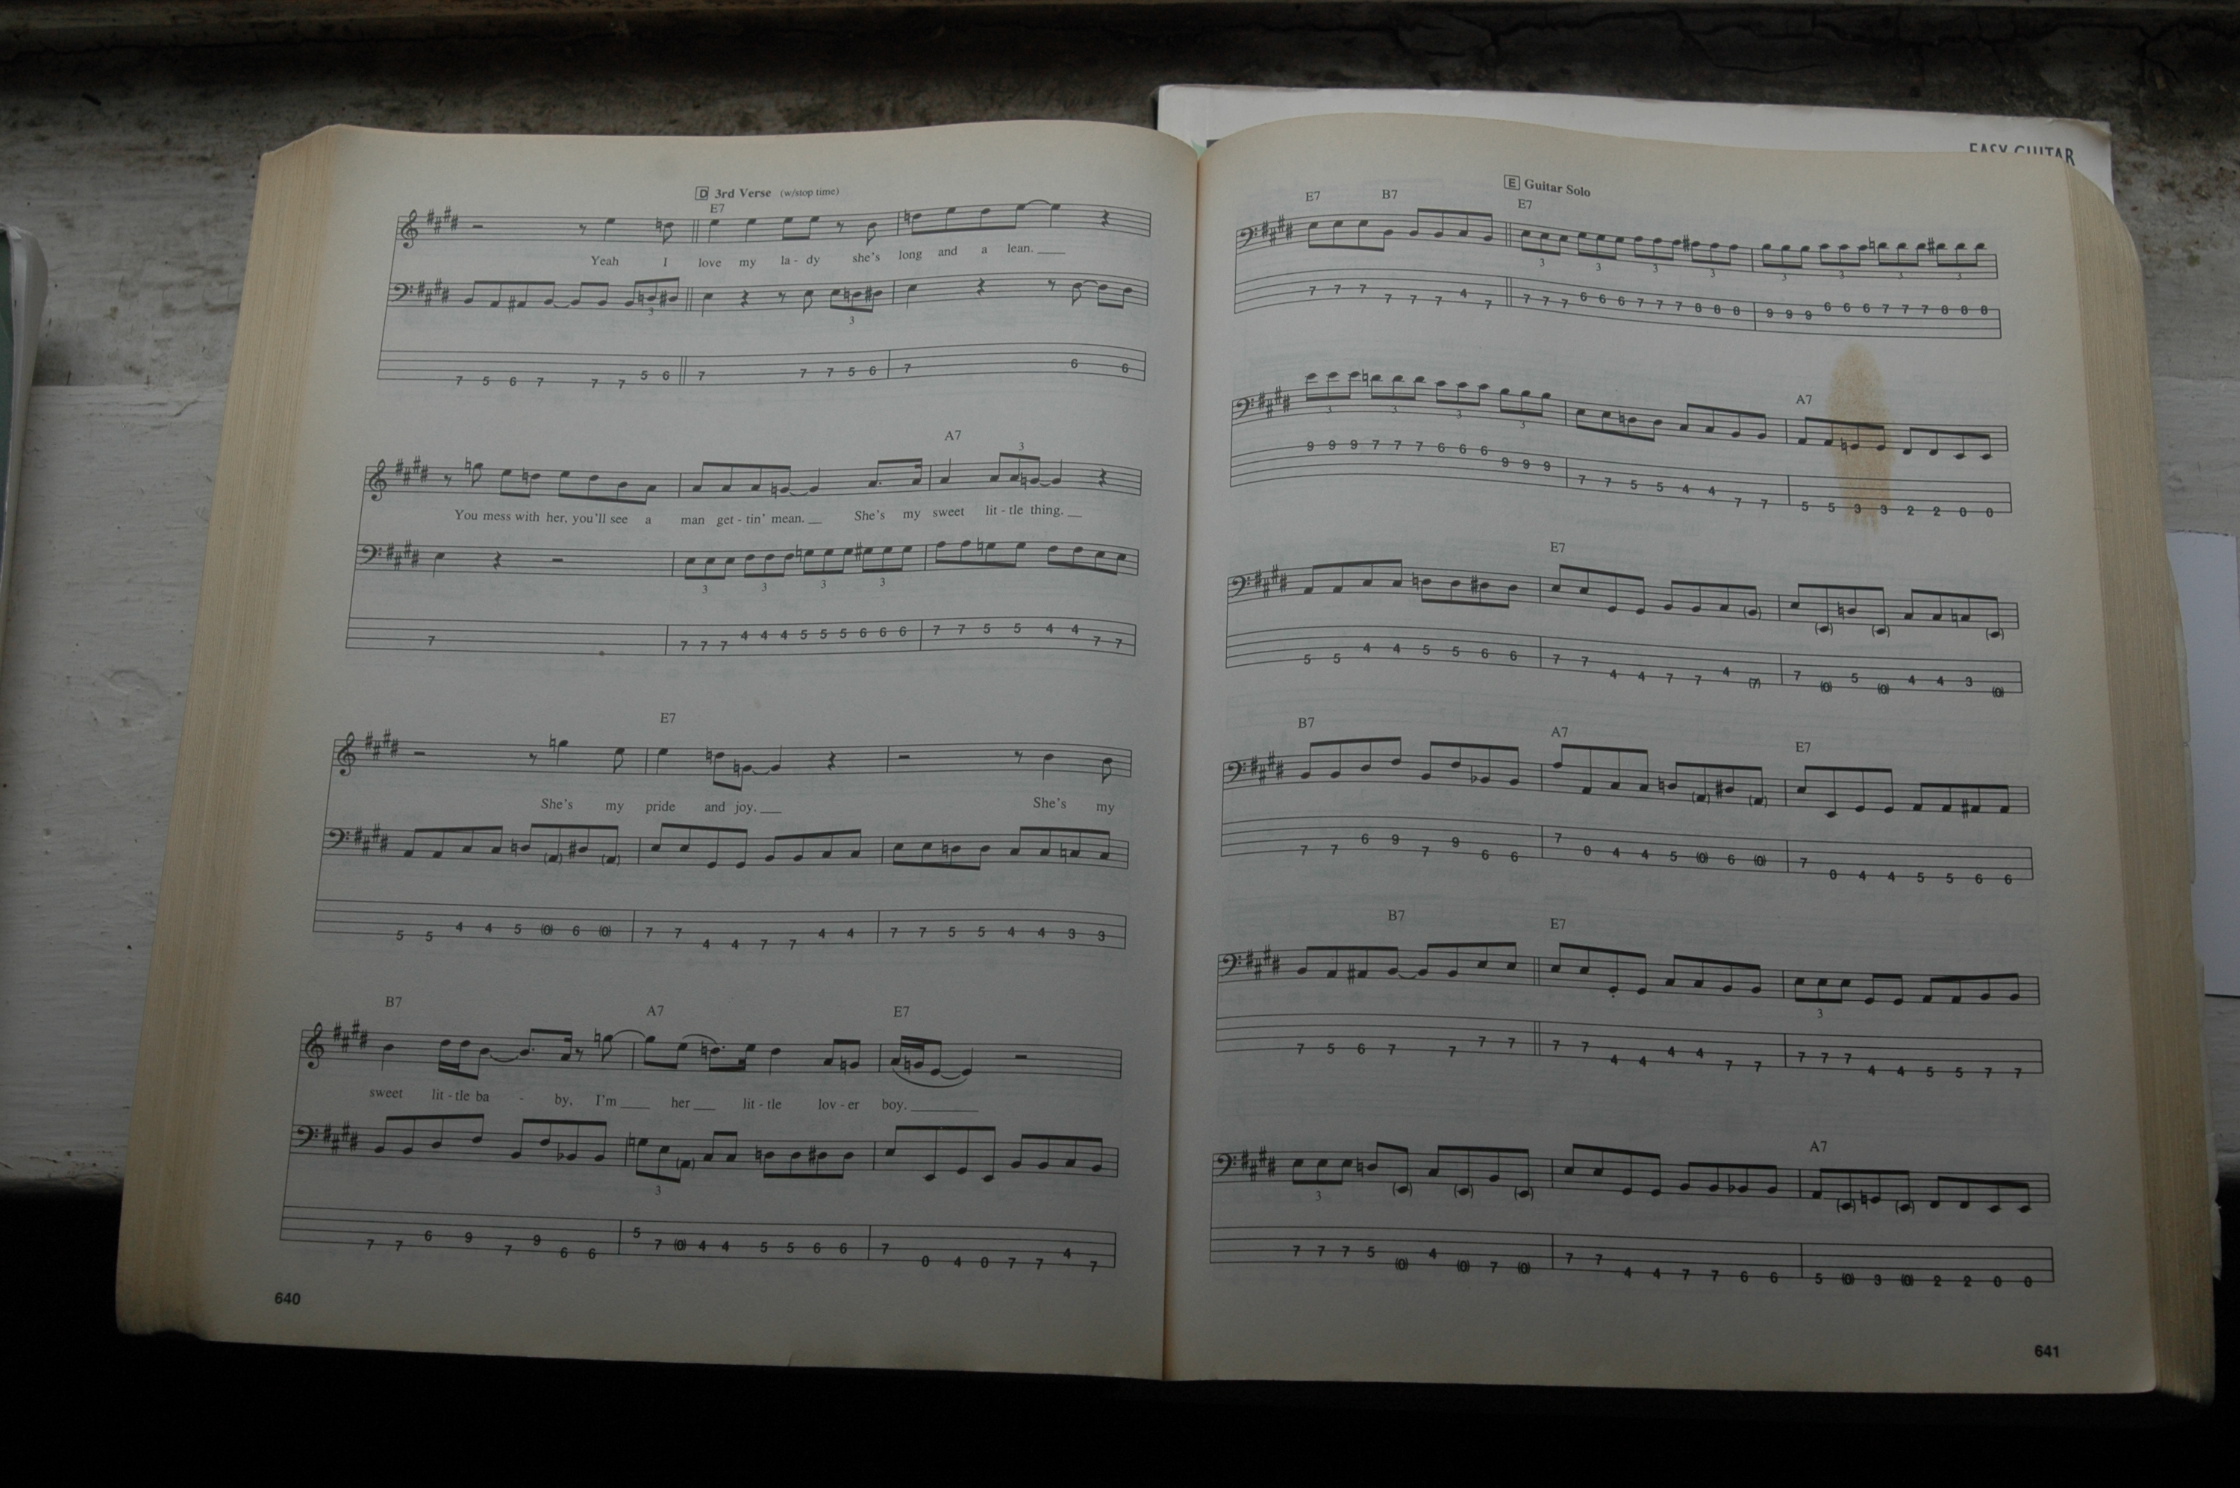 D 3rd Verse (w/stop time)
E7
Yeah I love my la - dy she's long and a lean.
3 3
7 5 6 7 7 7 5 6 7 7 7 5 6 7 6 6
A7
3
You mess with her, you'll see a man get - tin' mean. She's my sweet lit - tle thing.
3 3 3 3
7 7 7 7 4 4 4 5 5 5 6 6 6 7 7 5 5 4 4 7 7
E7
She's my pride and joy. She's my
5 5 4 4 5 (0) 6 (0) 7 7 4 4 7 7 4 4 7 7 5 5 4 4 3 3
B7 A7 E7
sweet lit - tle ba - by, I'm her lit - tle lov - er boy.
3
7 7 6 9 7 9 6 6 5 7 (0) 4 4 5 5 6 6 7 0 4 0 7 7 4 7
640
EASY GUITAR
E Guitar Solo
E7 B7 E7
3 3 3 3 3 3 3 3
7 7 7 7 7 7 4 7 7 7 7 6 6 6 7 7 7 8 8 8 9 9 9 6 6 6 7 7 7 8 8 8
A7
3 3 3 3
9 9 9 7 7 7 6 6 6 9 9 9 7 7 5 5 4 4 7 7 5 5 3 3 2 2 0 0
E7
5 5 4 4 5 5 6 6 7 7 4 4 7 7 4 (7) 7 (0) 5 (0) 4 4 3 (0)
B7 A7 E7
7 7 6 9 7 9 6 6 7 0 4 4 5 (0) 6 (0) 7 0 4 4 5 5 6 6
B7 E7
3
7 5 6 7 7 7 7 7 7 4 4 4 4 7 7 7 7 7 4 4 5 5 7 7
A7
3
7 7 7 5 (0) 4 (0) 7 (0) 7 7 4 4 7 7 6 6 5 (0) 3 (0) 2 2 0 0
641